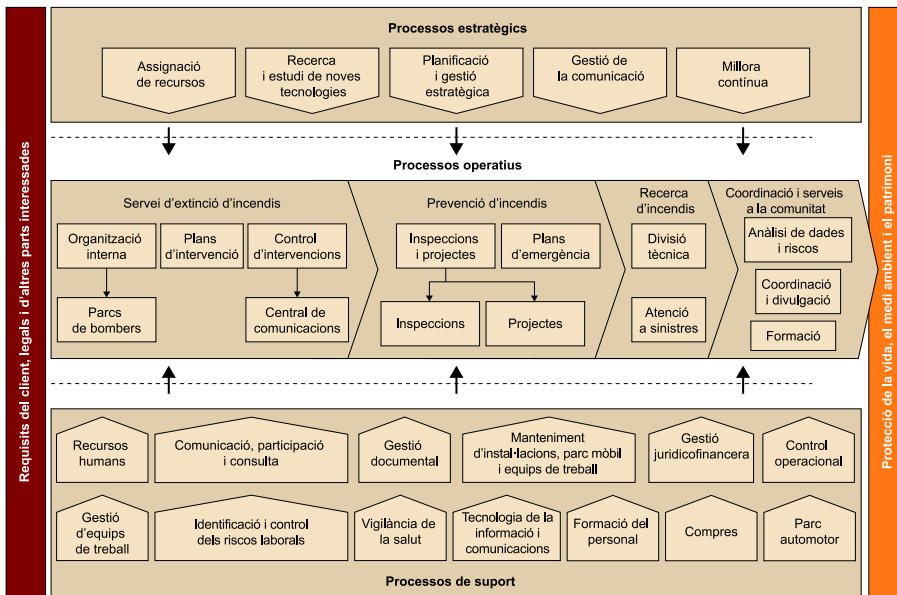 Requisits del client, legals i d'altres parts interessades
Processos estratègics
Assignació
de recursos
Recerca
i estudi de noves
tecnologies
Planificació
i gestió
estratègica
Gestió de
la comunicació
Millora
contínua
Processos operatius
Servei d'extinció d'incendis
Organització
interna
Plans
d'intervenció
Control
d'intervencions
Parcs
de bombers
Central de
comunicacions
Prevenció d'incendis
Inspeccions
i projectes
Plans
d'emergència
Inspeccions
Projectes
Recerca
d'incendis
Divisió
tècnica
Atenció
a sinistres
Coordinació i serveis
a la comunitat
Anàlisi de dades
i riscos
Coordinació
i divulgació
Formació
Recursos
humans
Comunicació, participació
i consulta
Gestió
documental
Manteniment
d'instal·lacions, parc mòbil
i equips de treball
Gestió
juridicofinancera
Control
operacional
Gestió
d'equips
de treball
Identificació i control
dels riscos laborals
Vigilància de
la salut
Tecnologia de la
informació i
comunicacions
Formació del
personal
Compres
Parc
automotor
Processos de suport
Protecció de la vida, el medi ambient i el patrimoni